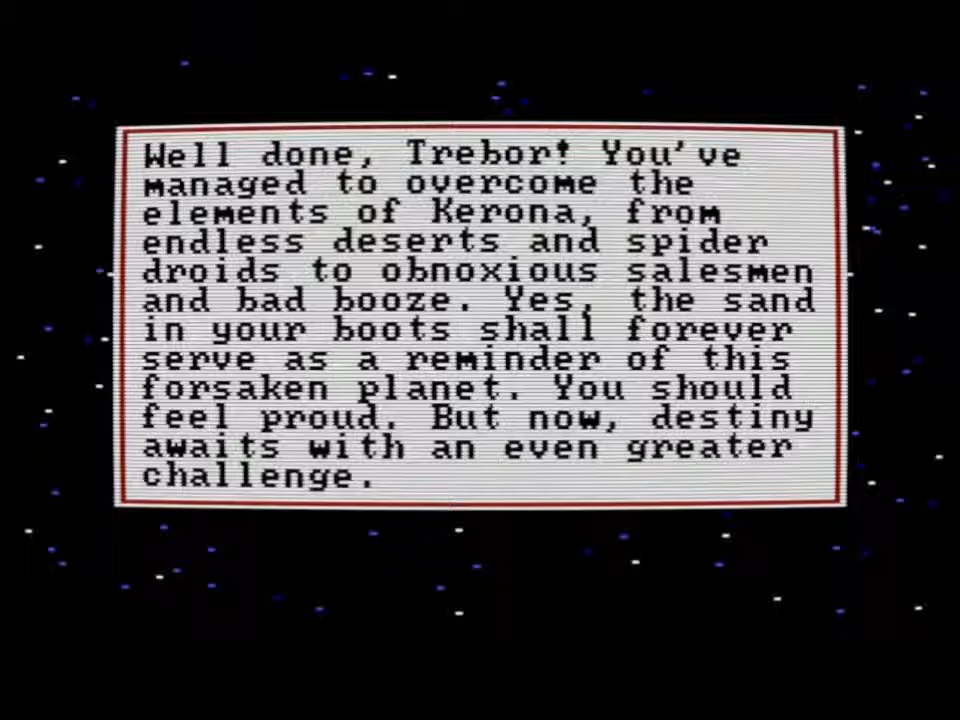 Well done, Trebor! You've
managed to overcome the
elements of Kerona, from
endless deserts and spider
droids to obnoxious salesmen
and bad booze. Yes, the sand
in your boots shall forever
serve as a reminder of this
forsaken planet. You should
feel proud. But now, destiny
awaits with an even greater
challenge.